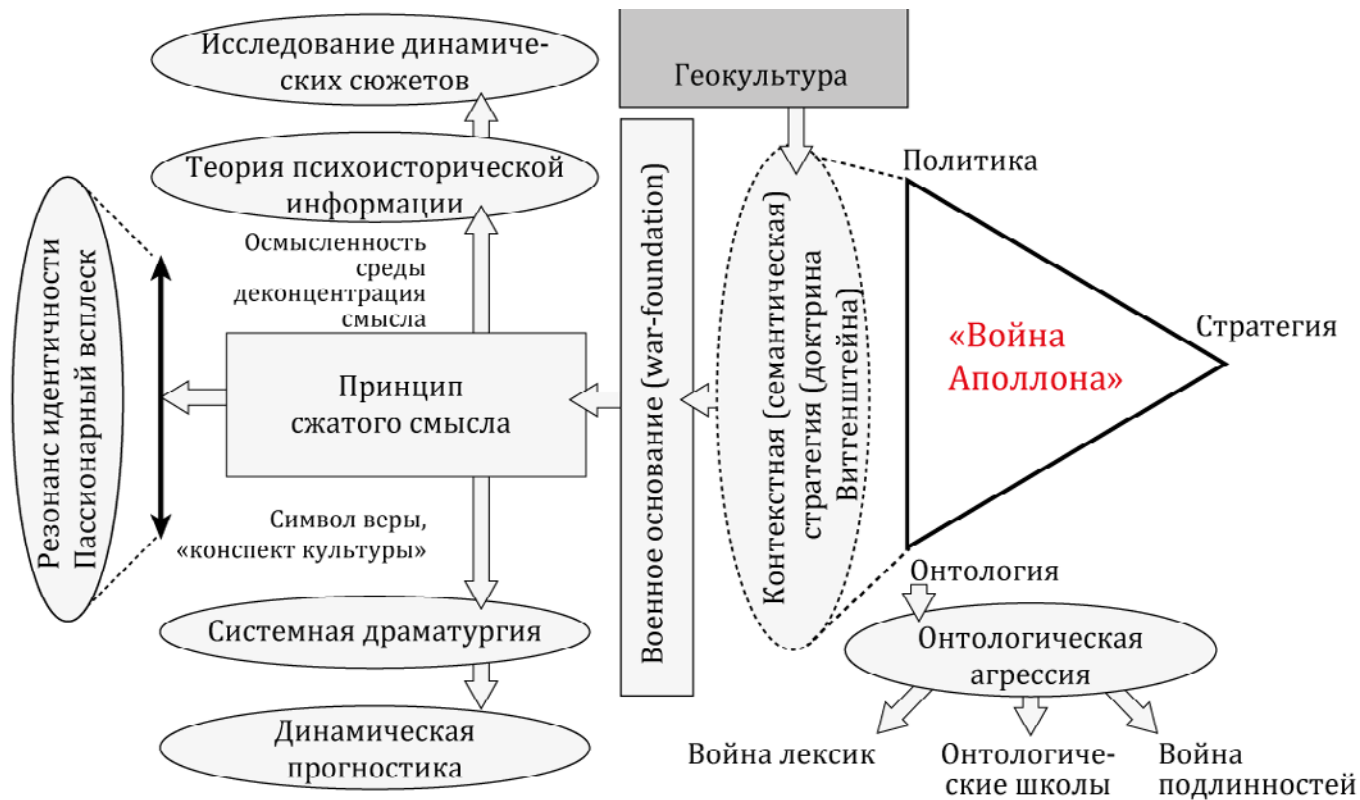 Исследование динамиче-
ских сюжетов
Геокультура
Теория психоисторической
информации
Осмысленность
среды
деконцентрация
смысла
Резонанс идентичности
Пассионарный всплеск
Принцип
сжатого смысла
Символ веры,
«конспект культуры»
Системная драматургия
Динамическая
прогностика
Военное основание (war-foundation)
Контекстная (семантическая)
стратегия (доктрина
Витгенштейна)
Политика
«Война
Аполлона»
Стратегия
Онтология
Онтологическая
агрессия
Война лексик
Онтологиче-
ские школы
Война
подлинностей